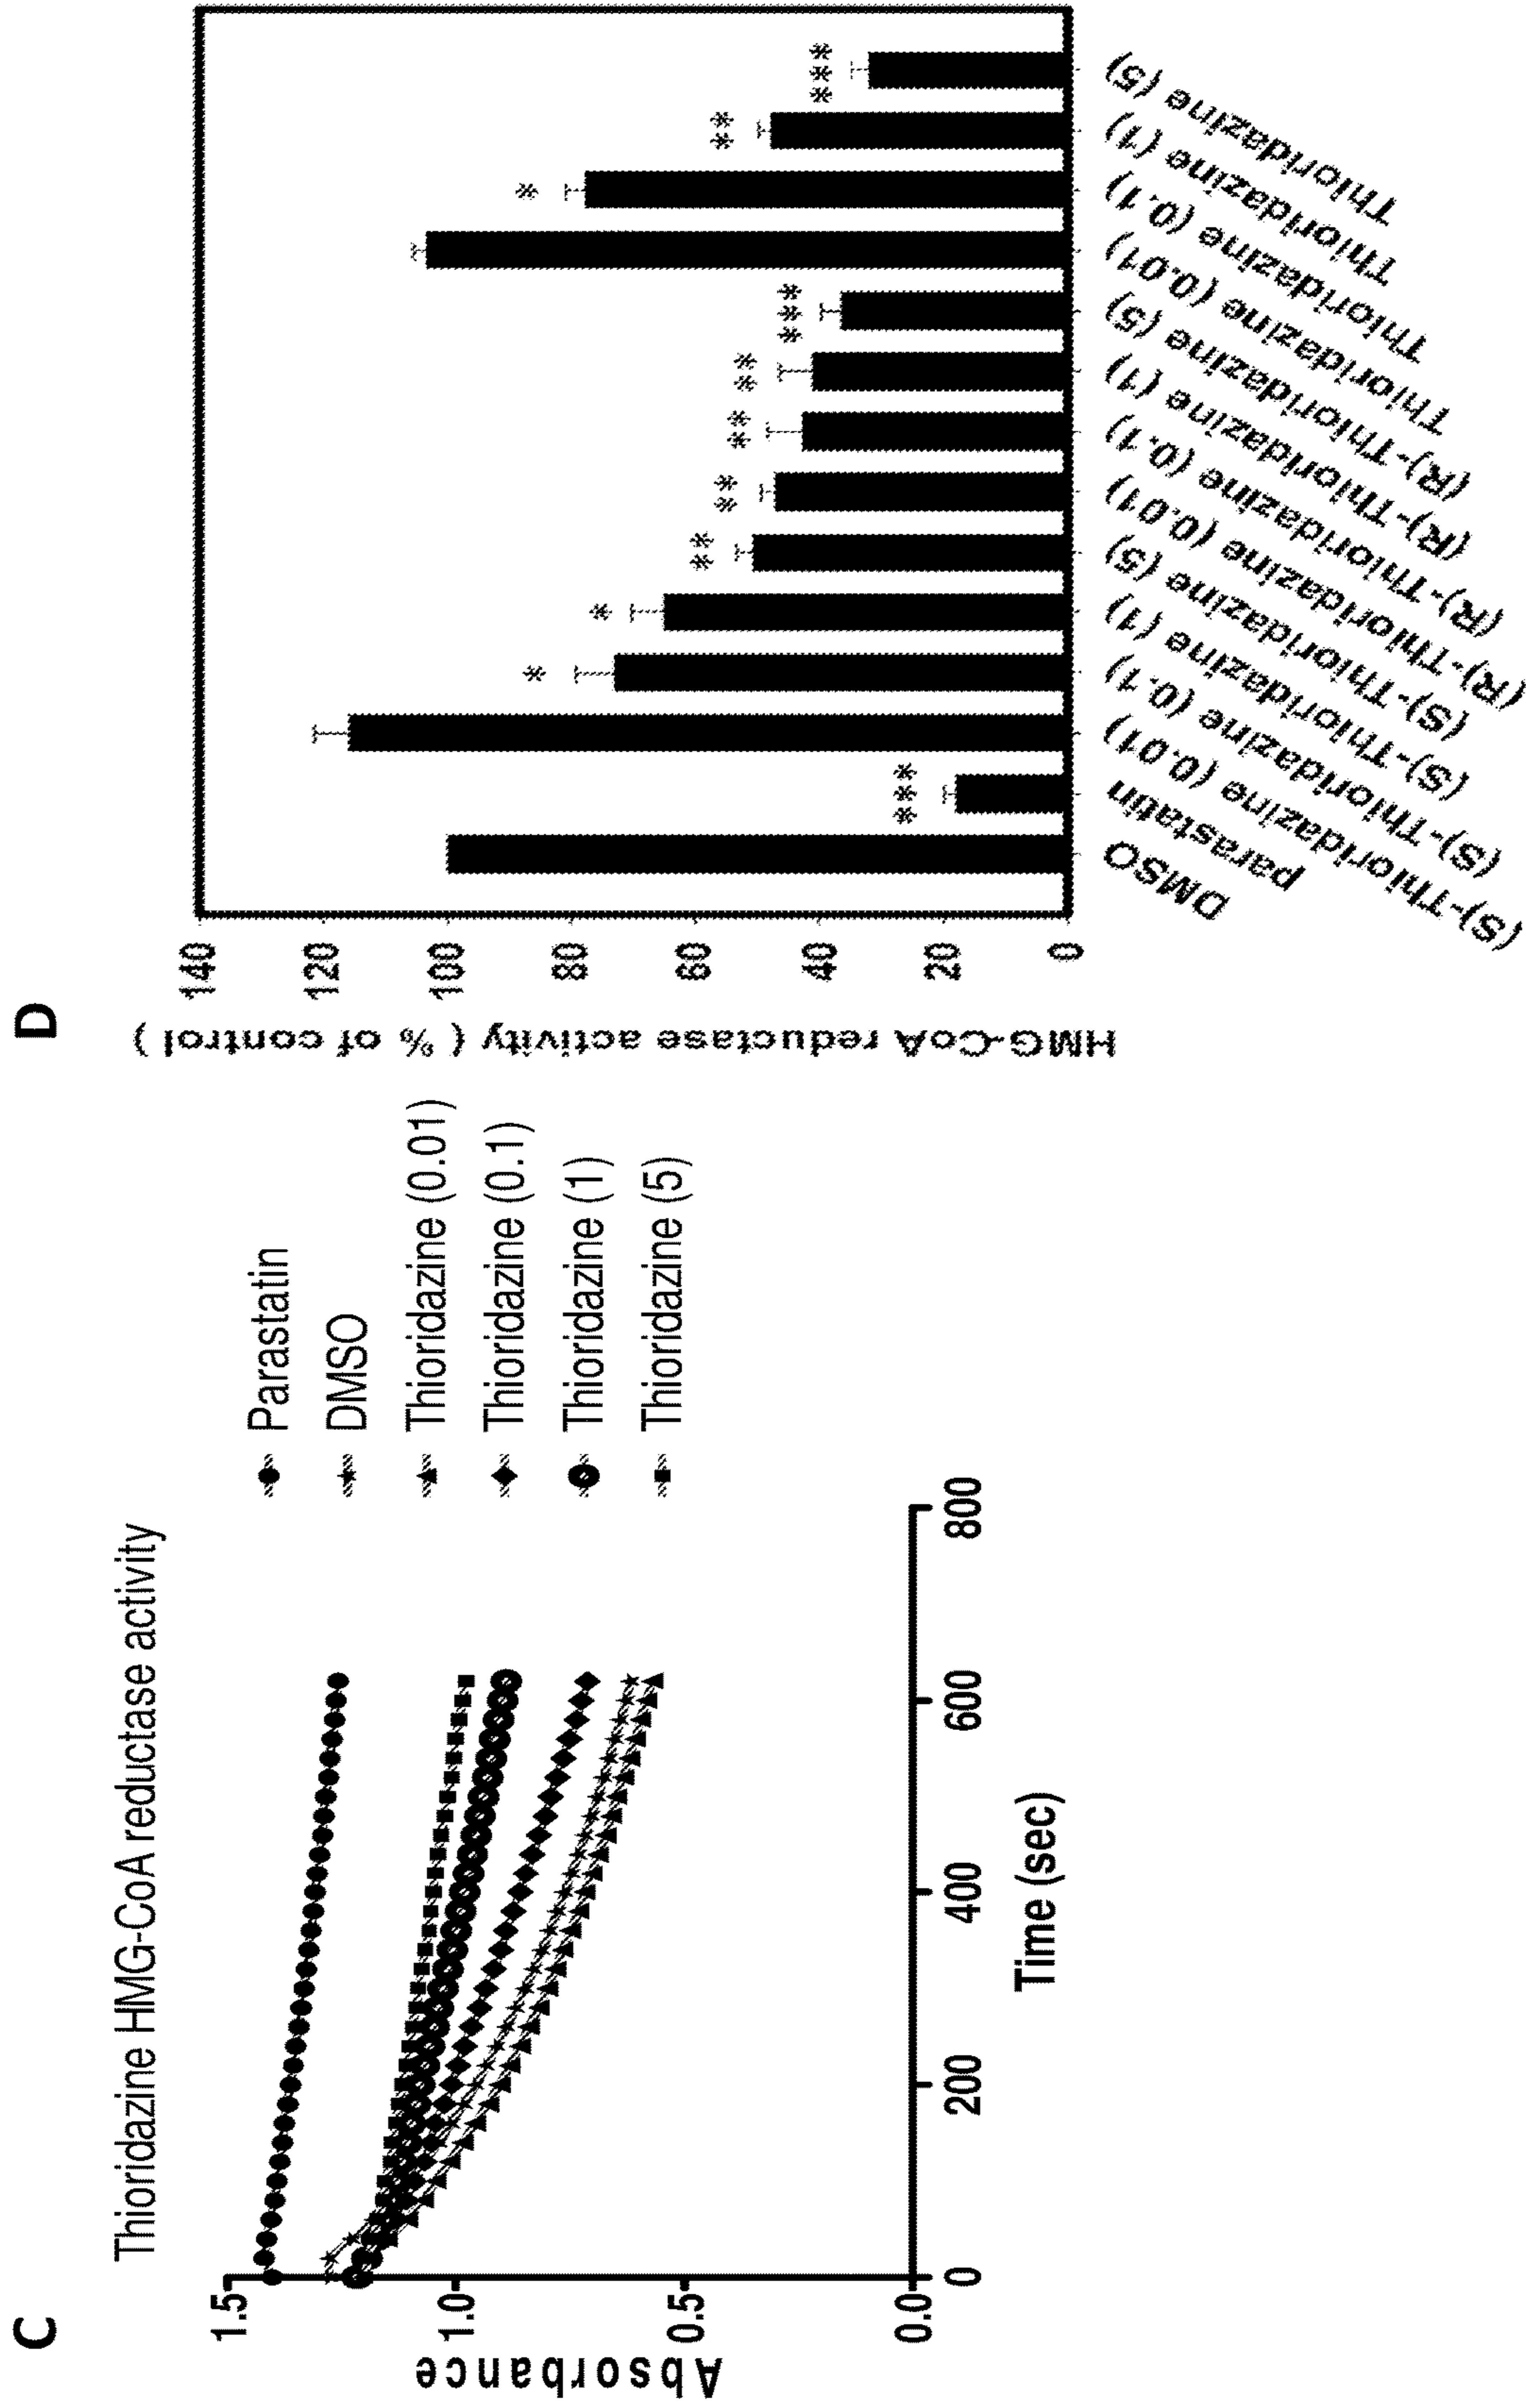 C
Thioridazine HMG-CoA reductase activity
Absorbance
1.5
1.0
0.5
0.0
0
200
400
600
800
Time (sec)
Parastatin
DMSO
Thioridazine (0.01)
Thioridazine (0.1)
Thioridazine (1)
Thioridazine (5)
D
HMG-CoA reductase activity ( % of control )
140
120
100
80
60
40
20
0
***
*
*
**
**
**
**
***
*
**
***
DMSO
parastatin
(S)-Thioridazine (0.01)
(S)-Thioridazine (0.1)
(S)-Thioridazine (1)
(S)-Thioridazine (5)
(R)-Thioridazine (0.01)
(R)-Thioridazine (0.1)
(R)-Thioridazine (1)
(R)-Thioridazine (5)
Thioridazine (0.01)
Thioridazine (0.1)
Thioridazine (1)
Thioridazine (5)